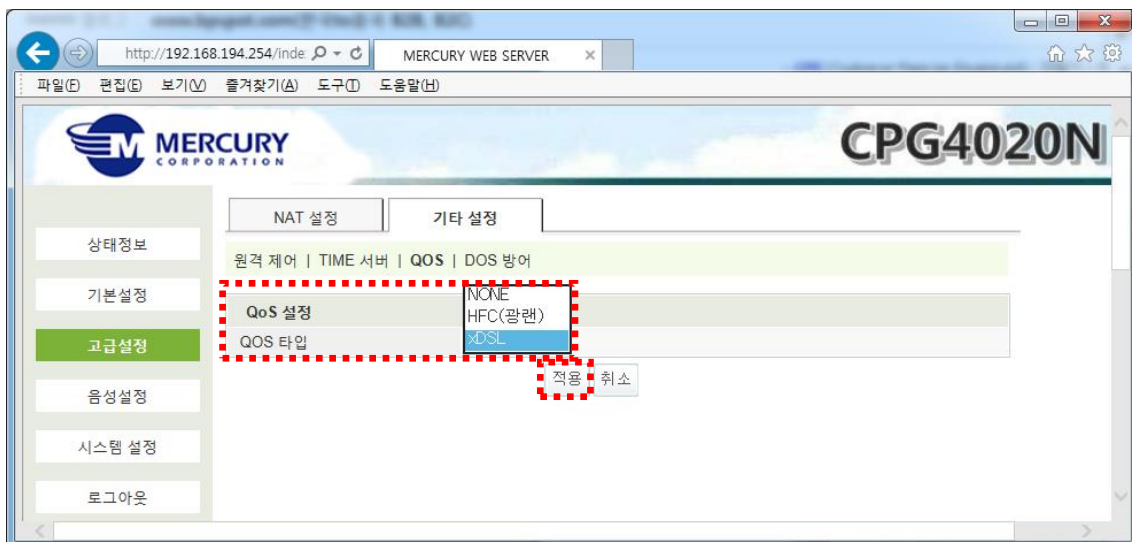 http://192.168.194.254/inde
MERCURY WEB SERVER
파일(F) 편집(E) 보기(V) 즐겨찾기(A) 도구(T) 도움말(H)
MERCURY
CORPORATION
CPG4020N
NAT 설정
기타 설정
원격 제어 | TIME 서버 | QOS | DOS 방어
상태정보
기본설정
고급설정
음성설정
시스템 설정
로그아웃
QoS 설정
QOS 타입
NONE
HFC(광랜)
xDSL
적용
취소